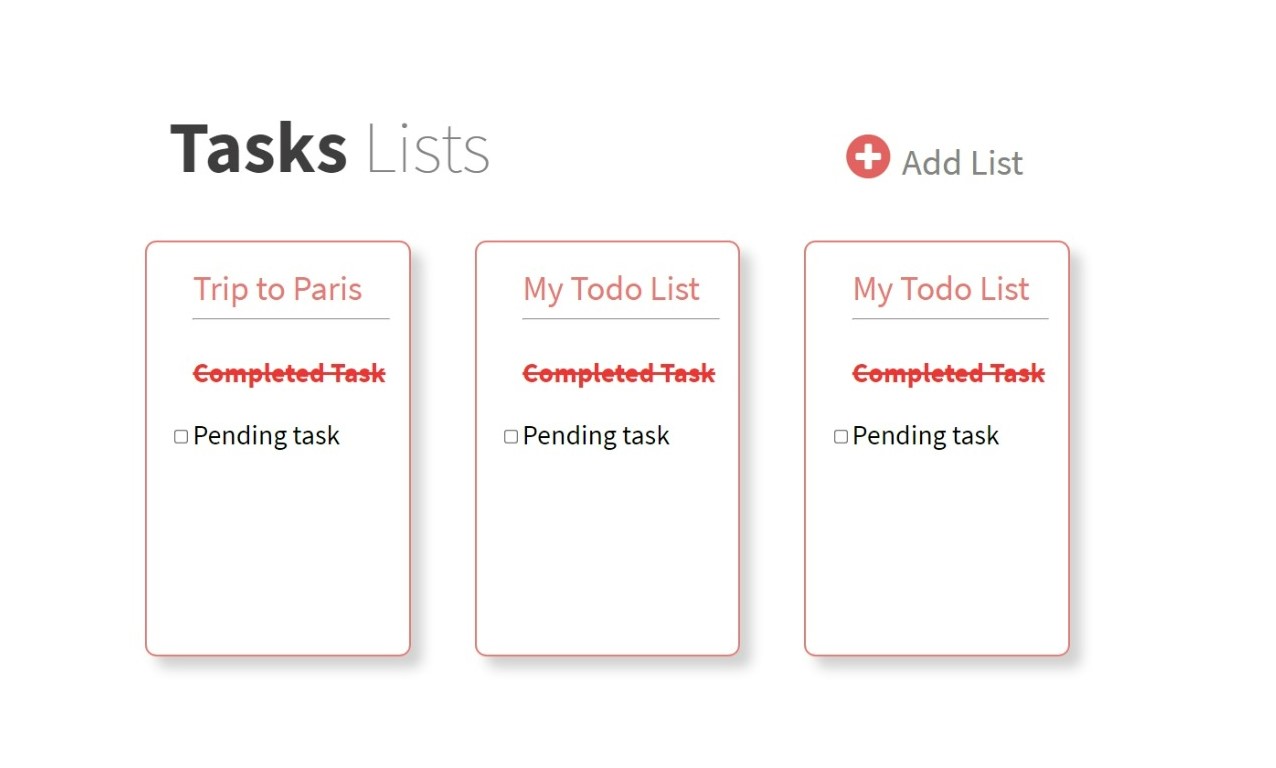 Tasks Lists
Add List
Trip to Paris
Completed Task
Pending task
My Todo List
Completed Task
Pending task
My Todo List
Completed Task
Pending task